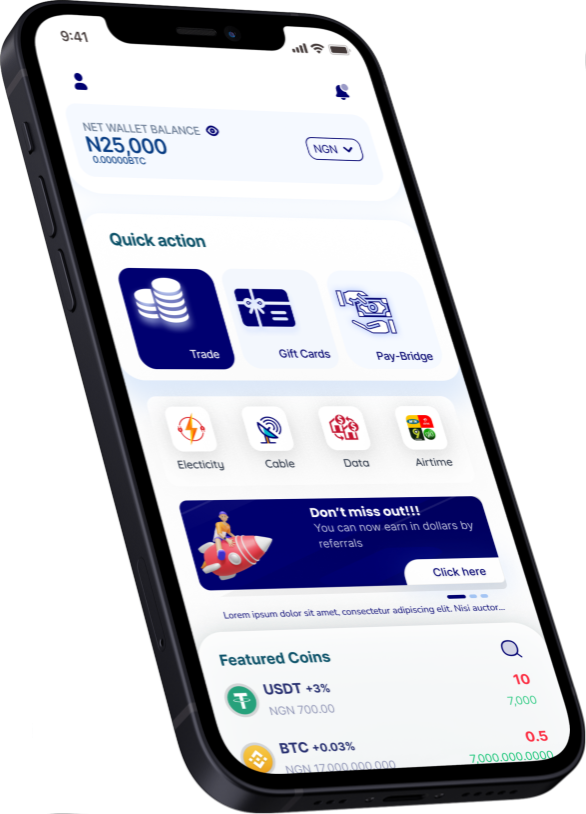 9:41
NET WALLET BALANCE
N25,000
0.00000BTC
NGN
Quick action
Trade
Gift Cards
Pay-Bridge
Electicity
Cable
Data
Airtime
Don't miss out!!!
You can now earn in dollars by
referrals
Click here
Lorem ipsum dolor sit amet, consectetur adipiscing elit. Nisi auctor...
Featured Coins
USDT +3%
10
NGN 700.00
7,000
BTC +0.03%
0.5
NGN 17,000,000,000
7,000,000.0000